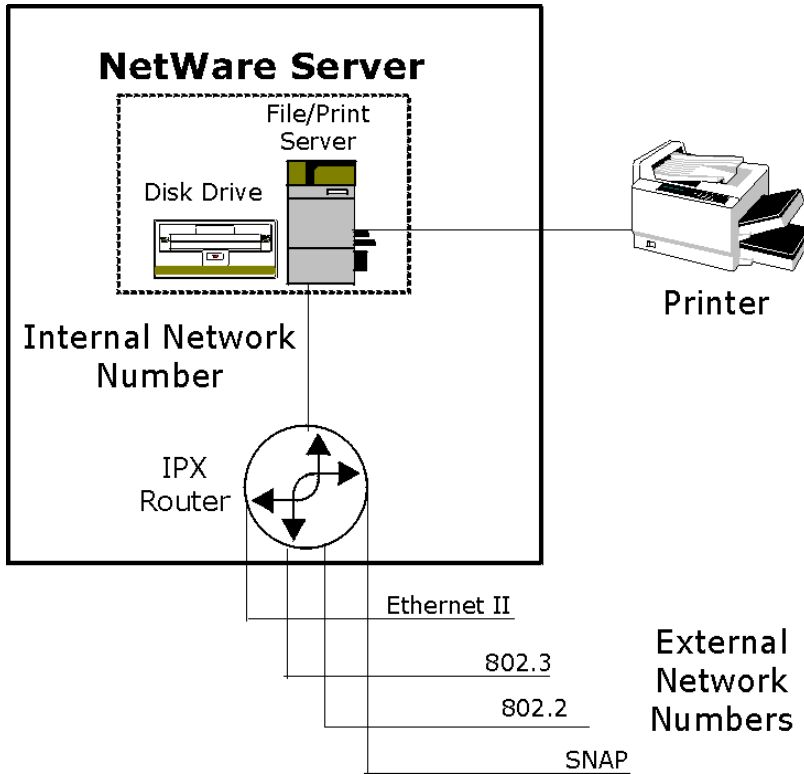 NetWare Server
File/Print
Server
Disk Drive
Printer
Internal Network
Number
IPX
Router
Ethernet II
802.3
802.2
SNAP
External
Network
Numbers